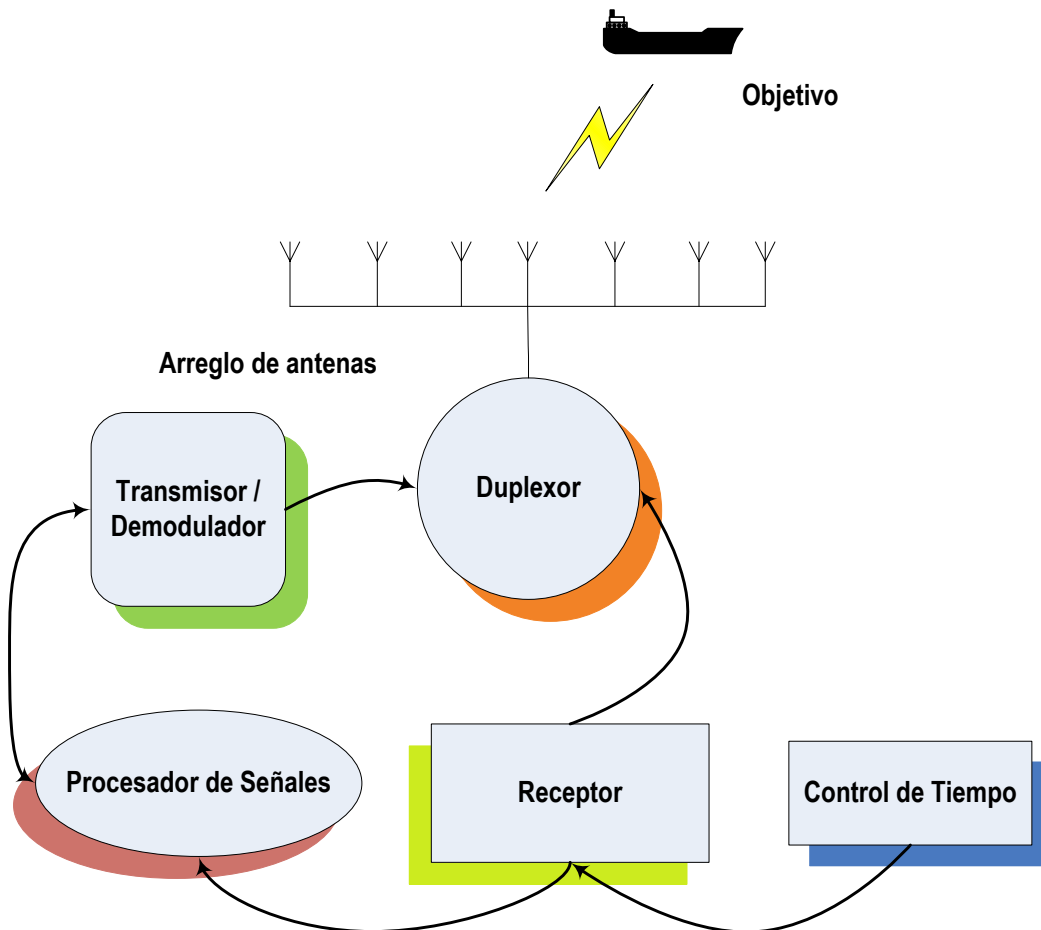 Objetivo
Arreglo de antenas
Transmisor /
Demodulador
Duplexor
Procesador de Señales
Receptor
Control de Tiempo